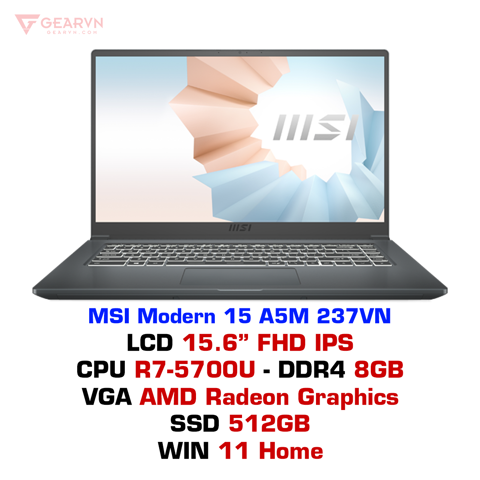 GEARVN
GEARVN.COM
msi
msi
MSI Modern 15 A5M 237VN
LCD 15.6” FHD IPS
CPU R7-5700U - DDR4 8GB
VGA AMD Radeon Graphics
SSD 512GB
WIN 11 Home